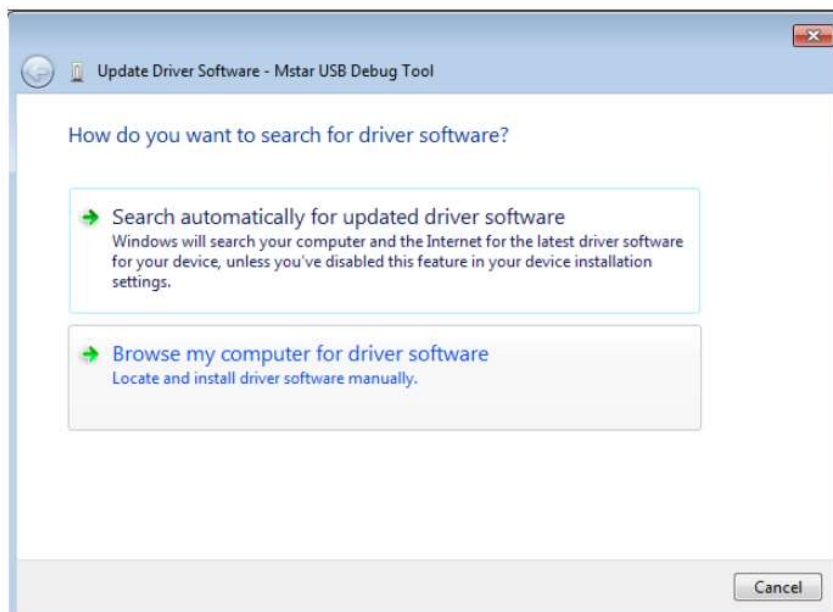 Update Driver Software - Mstar USB Debug Tool
How do you want to search for driver software?
Search automatically for updated driver software
Windows will search your computer and the Internet for the latest driver software
for your device, unless you've disabled this feature in your device installation
settings.
Browse my computer for driver software
Locate and install driver software manually.
Cancel